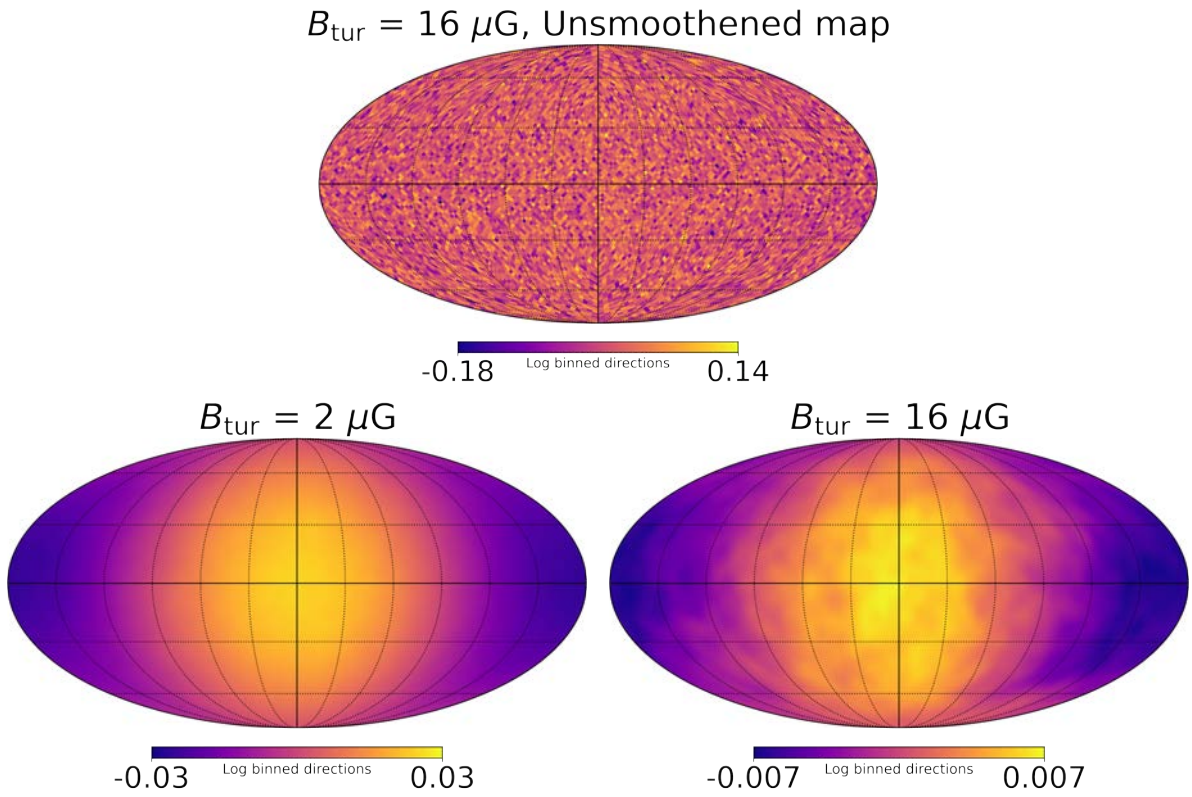 B_tur = 16 μG, Unsmoothened map
Log binned directions
-0.18 0.14
B_tur = 2 μG
B_tur = 16 μG
Log binned directions
-0.03 0.03
Log binned directions
-0.007 0.007